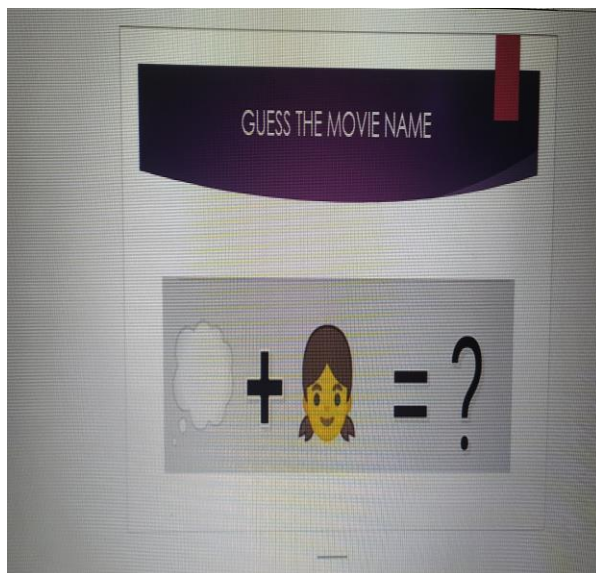 GUESS THE MOVIE NAME
+ = ?